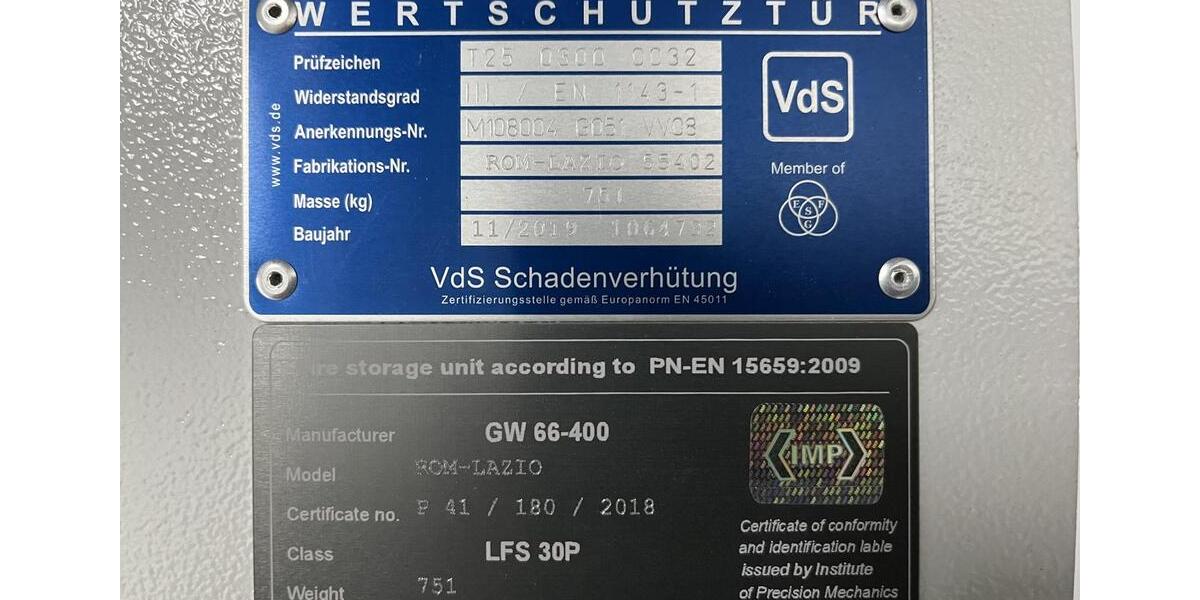 WERTSCHUTZTÜR
Prüfzeichen T25 0300 0032
Widerstandsgrad III / EN 1143-1
Anerkennungs-Nr. M108004 G051 VV08
Fabrikations-Nr. ROM-LAZIO 55402
Masse (kg) 751
Baujahr 11/2019
www.vds.de
VdS
Member of
E S F G
VdS Schadenverhütung
Zertifizierungsstelle gemäß Europanorm EN 45011
storage unit according to PN-EN 15659:2009
Manufacturer GW 66-400
Model ROM-LAZIO
Certificate no. P 41 / 180 / 2018
Class LFS 30P
Weight 751
IMP
Certificate of conformity
and identification lable
issued by Institute
of Precision Mechanics